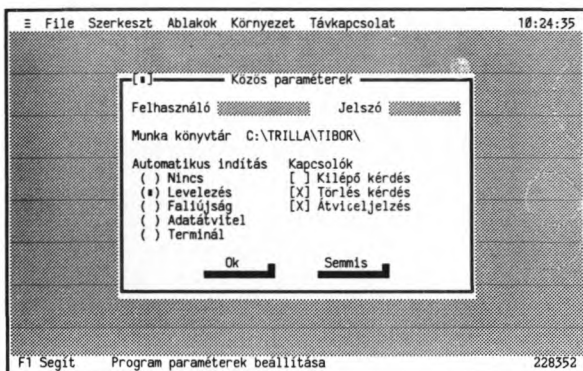 ≡ File Szerkeszt Ablakok Környezet Távkapcsolat 10:24:35
[▪] Közös paraméterek
Felhasználó Jelszó
Munka könyvtár C:\TRILLA\TIBOR\
Automatikus indítás Kapcsolók
( ) Nincs [ ] Kilépő kérdés
(▪) Levelezés [X] Törlés kérdés
( ) Faliújság [X] Átviteljelzés
( ) Adatátvitel
( ) Terminál
Ok Semmis
F1 Segít Program paraméterek beállítása 228352